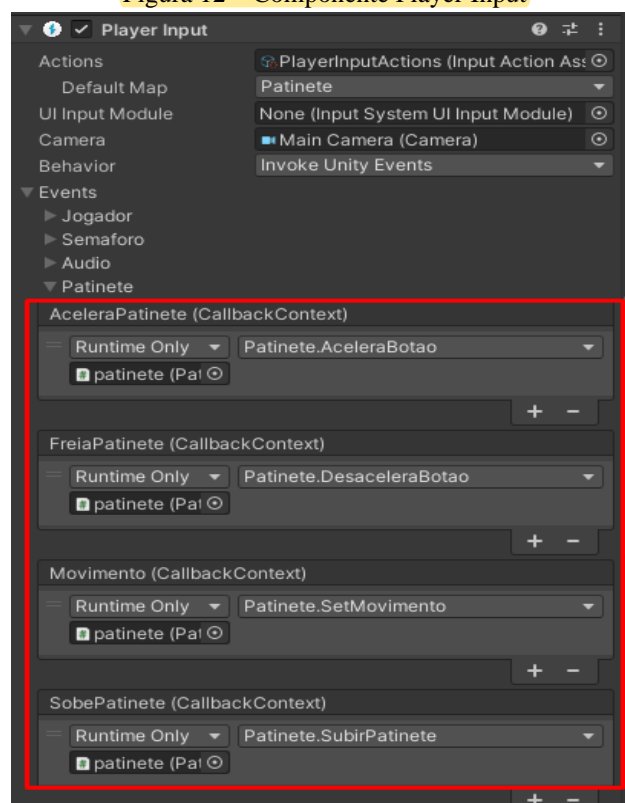 Figura 12 – Componente Player Input
Player Input
Actions PlayerInputActions (Input Action Ass
Default Map Patinete
UI Input Module None (Input System UI Input Module)
Camera Main Camera (Camera)
Behavior Invoke Unity Events
Events
Jogador
Semaforo
Audio
Patinete
AceleraPatinete (CallbackContext)
Runtime Only Patinete.AceleraBotao
patinete (Pat
+ −
FreiaPatinete (CallbackContext)
Runtime Only Patinete.DesaceleraBotao
patinete (Pat
+ −
Movimento (CallbackContext)
Runtime Only Patinete.SetMovimento
patinete (Pat
+ −
SobePatinete (CallbackContext)
Runtime Only Patinete.SubirPatinete
patinete (Pat
+ −